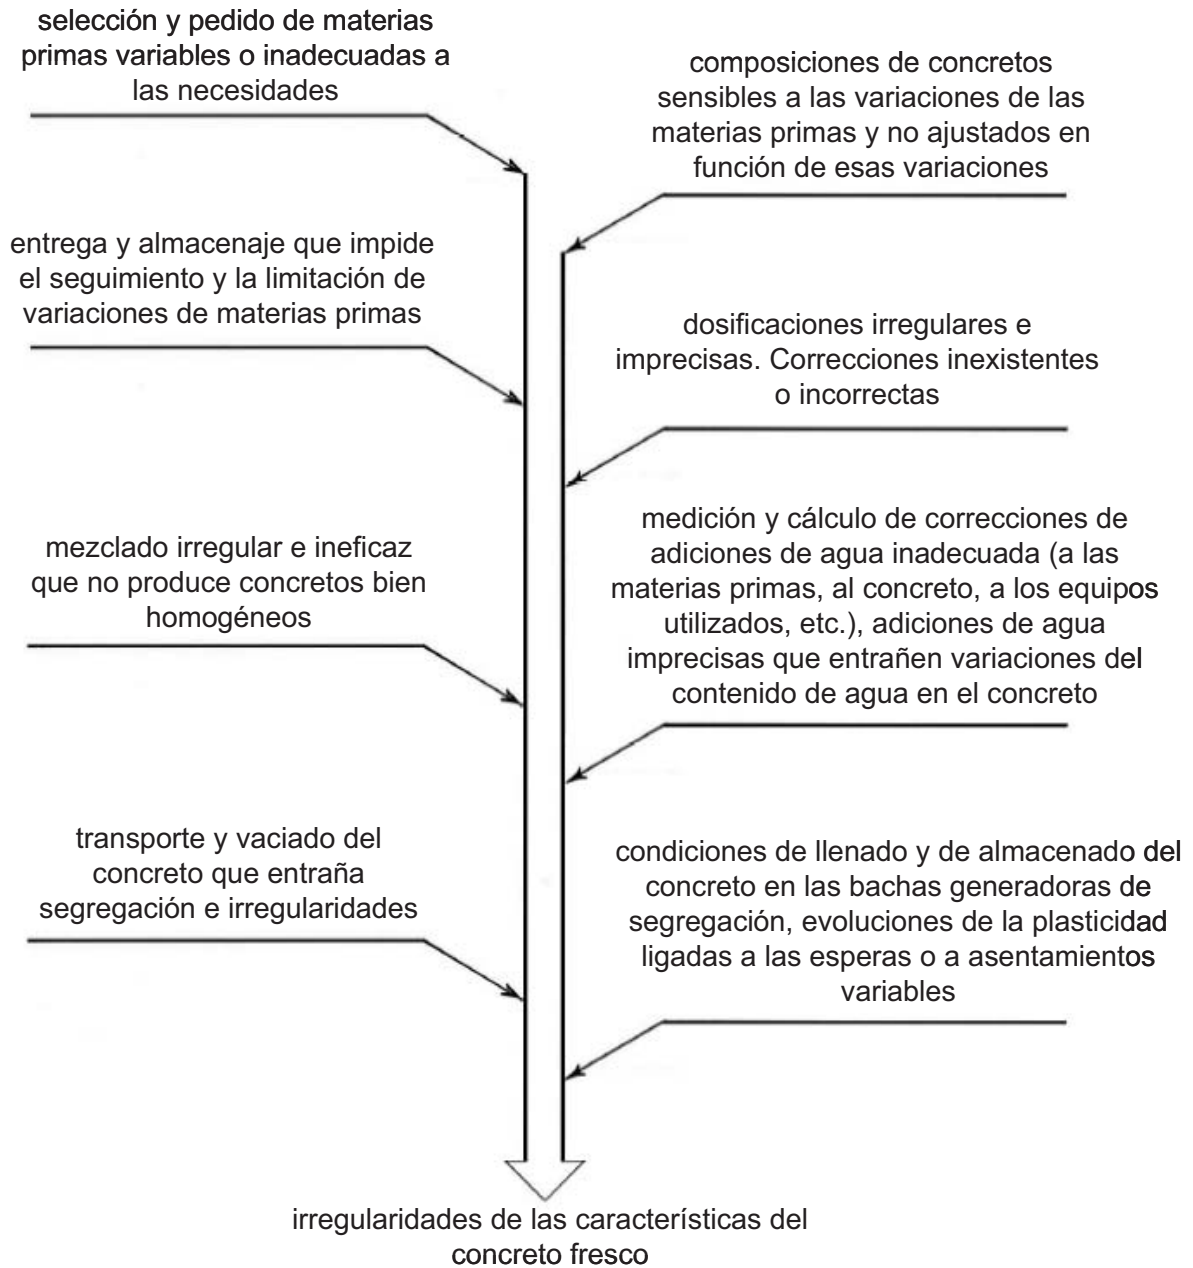 selección y pedido de materias
primas variables o inadecuadas a
las necesidades
composiciones de concretos
sensibles a las variaciones de las
materias primas y no ajustados en
función de esas variaciones
entrega y almacenaje que impide
el seguimiento y la limitación de
variaciones de materias primas
dosificaciones irregulares e
imprecisas. Correcciones inexistentes
o incorrectas
mezclado irregular e ineficaz
que no produce concretos bien
homogéneos
medición y cálculo de correcciones de
adiciones de agua inadecuada (a las
materias primas, al concreto, a los equipos
utilizados, etc.), adiciones de agua
imprecisas que entrañen variaciones del
contenido de agua en el concreto
transporte y vaciado del
concreto que entraña
segregación e irregularidades
condiciones de llenado y de almacenado del
concreto en las bachas generadoras de
segregación, evoluciones de la plasticidad
ligadas a las esperas o a asentamientos
variables
irregularidades de las características del
concreto fresco